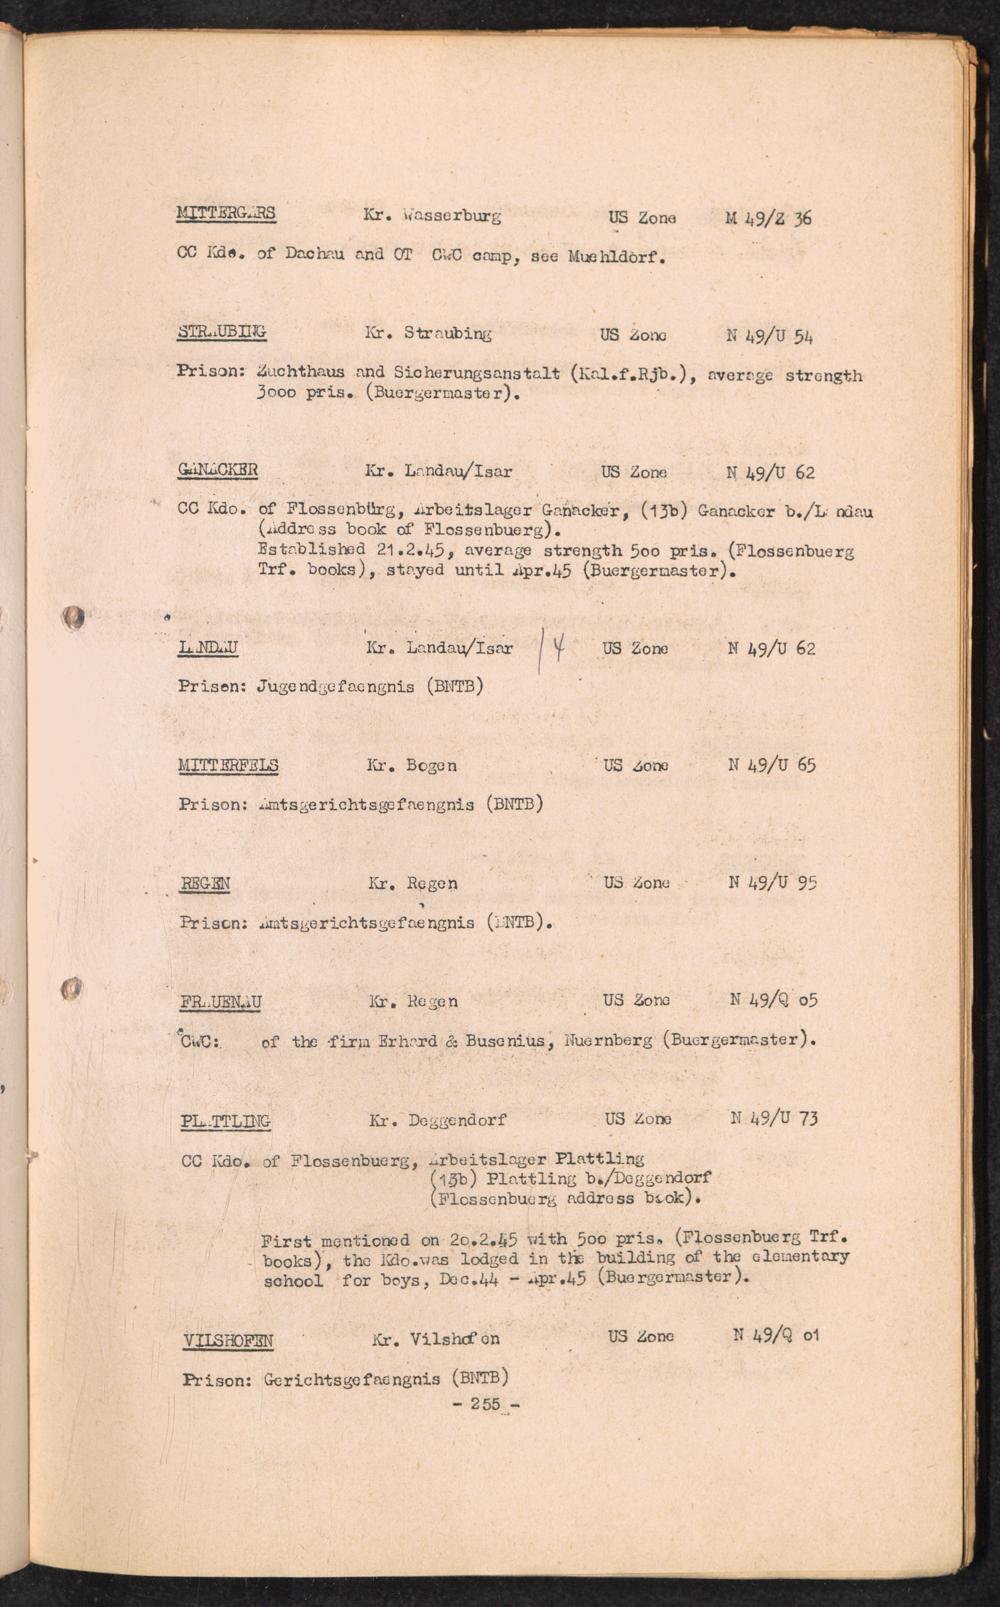 MITTERGARS Kr. Wasserburg US Zone M 49/Z 36
CC Kdo. of Dachau and OT CWC camp, see Muehldorf.
STRAUBING Kr. Straubing US Zone N 49/U 54
Prison: Zuchthaus and Sicherungsanstalt (Kal.f.Rjb.), average strength
3ooo pris. (Buergermaster).
GANACKER Kr. Landau/Isar US Zone N 49/U 62
CC Kdo. of Flossenbürg, Arbeitslager Ganacker, (13b) Ganacker b./Landau
(Address book of Flossenbuerg).
Established 21.2.45, average strength 5oo pris. (Flossenbuerg
Trf. books), stayed until Apr.45 (Buergermaster).
LANDAU Kr. Landau/Isar /4 US Zone N 49/U 62
Prison: Jugendgefaengnis (BNTB)
MITTERFELS Kr. Bogen US Zone N 49/U 65
Prison: Amtsgerichtsgefaengnis (BNTB)
REGEN Kr. Regen US Zone N 49/U 95
Prison: Amtsgerichtsgefaengnis (BNTB).
FRAUENAU Kr. Regen US Zone N 49/Q o5
CWC: of the firm Erhard & Busenius, Nuernberg (Buergermaster).
PLATTLING Kr. Deggendorf US Zone N 49/U 73
CC Kdo. of Flossenbuerg, Arbeitslager Plattling
(13b) Plattling b./Deggendorf
(Flossenbuerg address book).
First mentioned on 2o.2.45 with 5oo pris. (Flossenbuerg Trf.
books), the Kdo.was lodged in the building of the elementary
school for boys, Dec.44 - Apr.45 (Buergermaster).
VILSHOFEN Kr. Vilshofen US Zone N 49/Q o1
Prison: Gerichtsgefaengnis (BNTB)
- 255 -